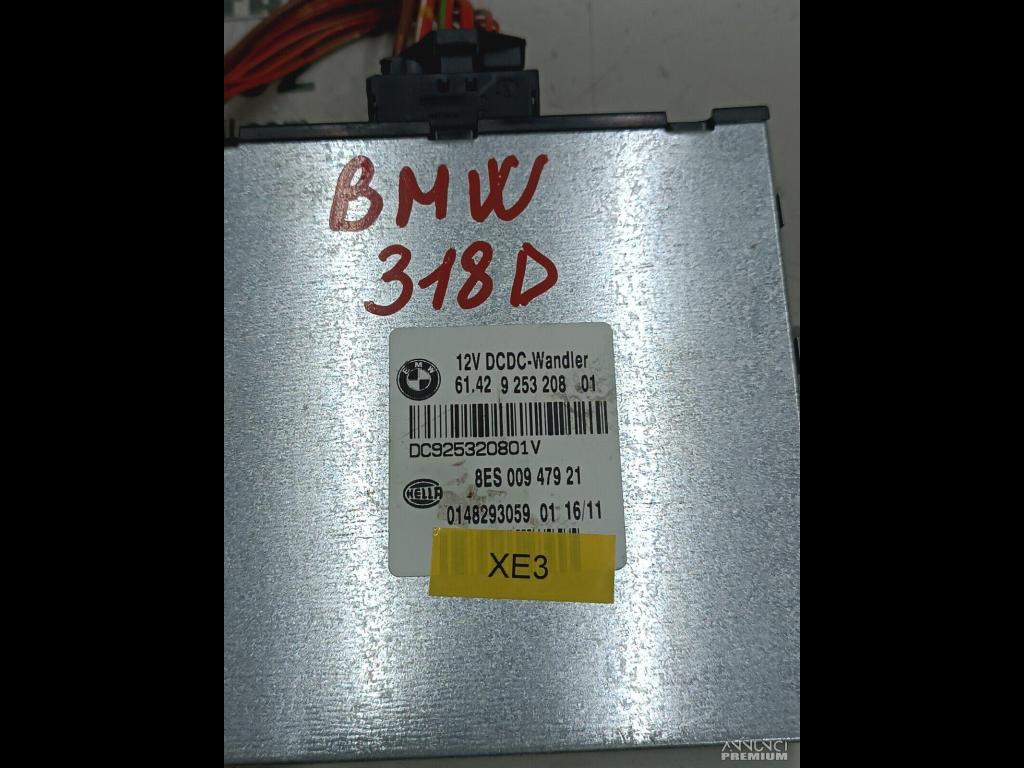 BMW
318D
12V DCDC-Wandler
BMW
61.42 9 253 208 01
DC925320801V
8ES 009 479 21
HELLA
0148293059 01 16/11
XE3
ANNUNCI
PREMIUM